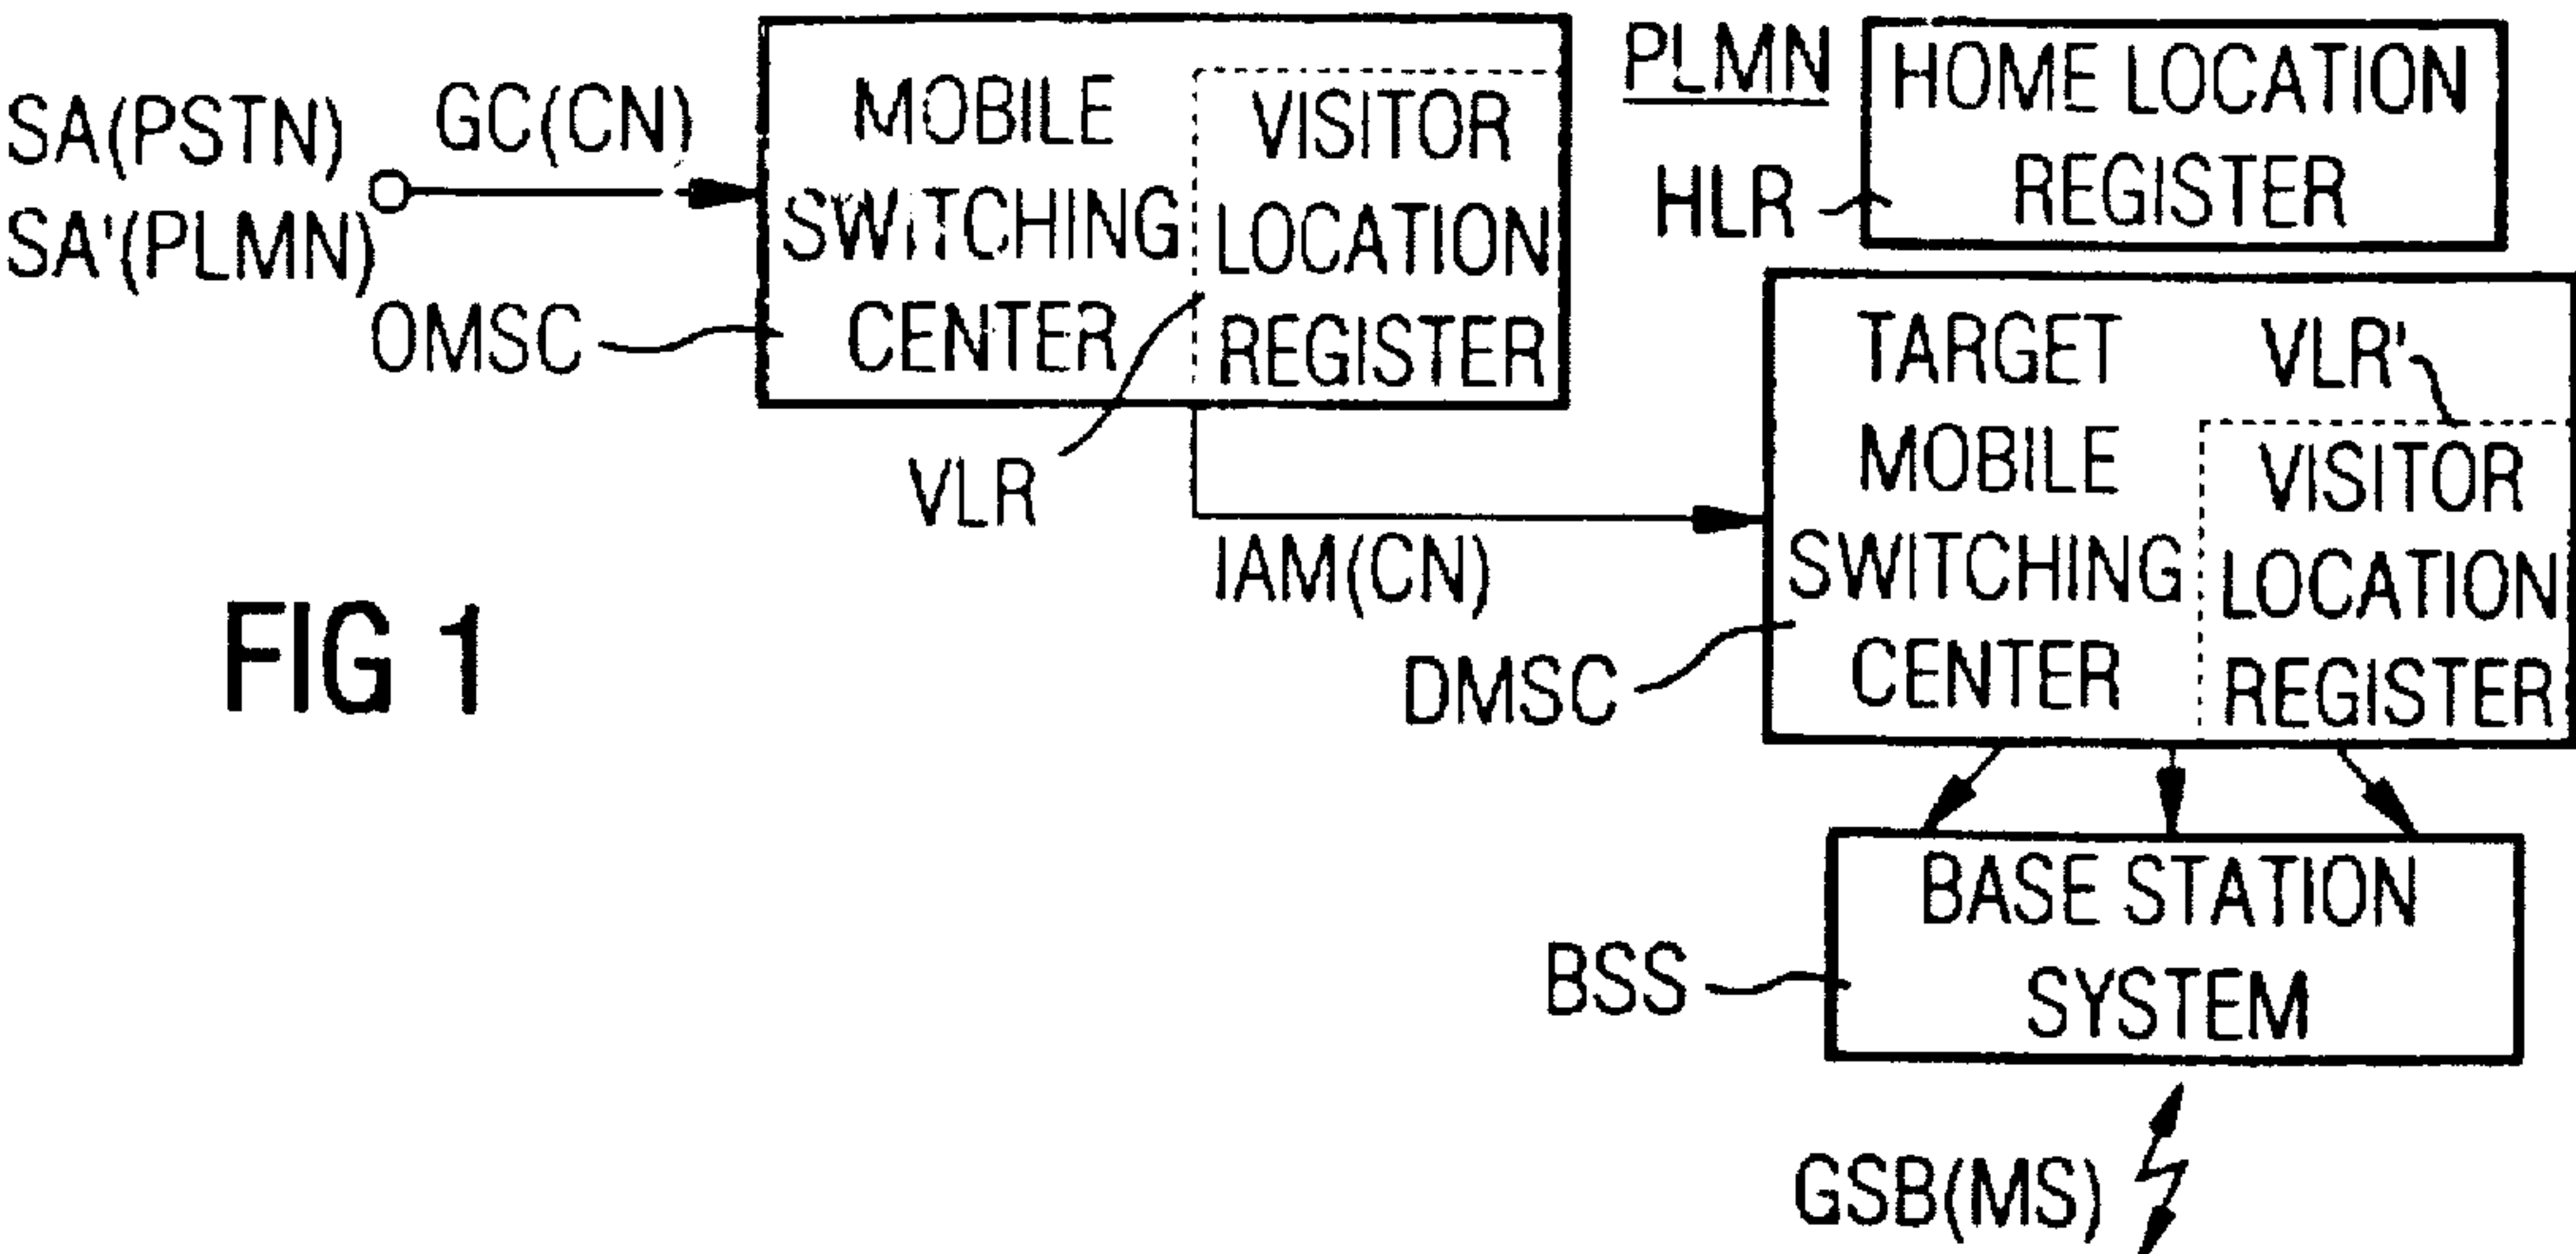 SA(PSTN)
SA'(PLMN)
GC(CN)
OMSC
MOBILE
SWITCHING
CENTER
VISITOR
LOCATION
REGISTER
VLR
PLMN
HLR
HOME LOCATION
REGISTER
IAM(CN)
DMSC
TARGET
MOBILE
SWITCHING
CENTER
VLR'
VISITOR
LOCATION
REGISTER
FIG 1
BSS
BASE STATION
SYSTEM
GSB(MS)